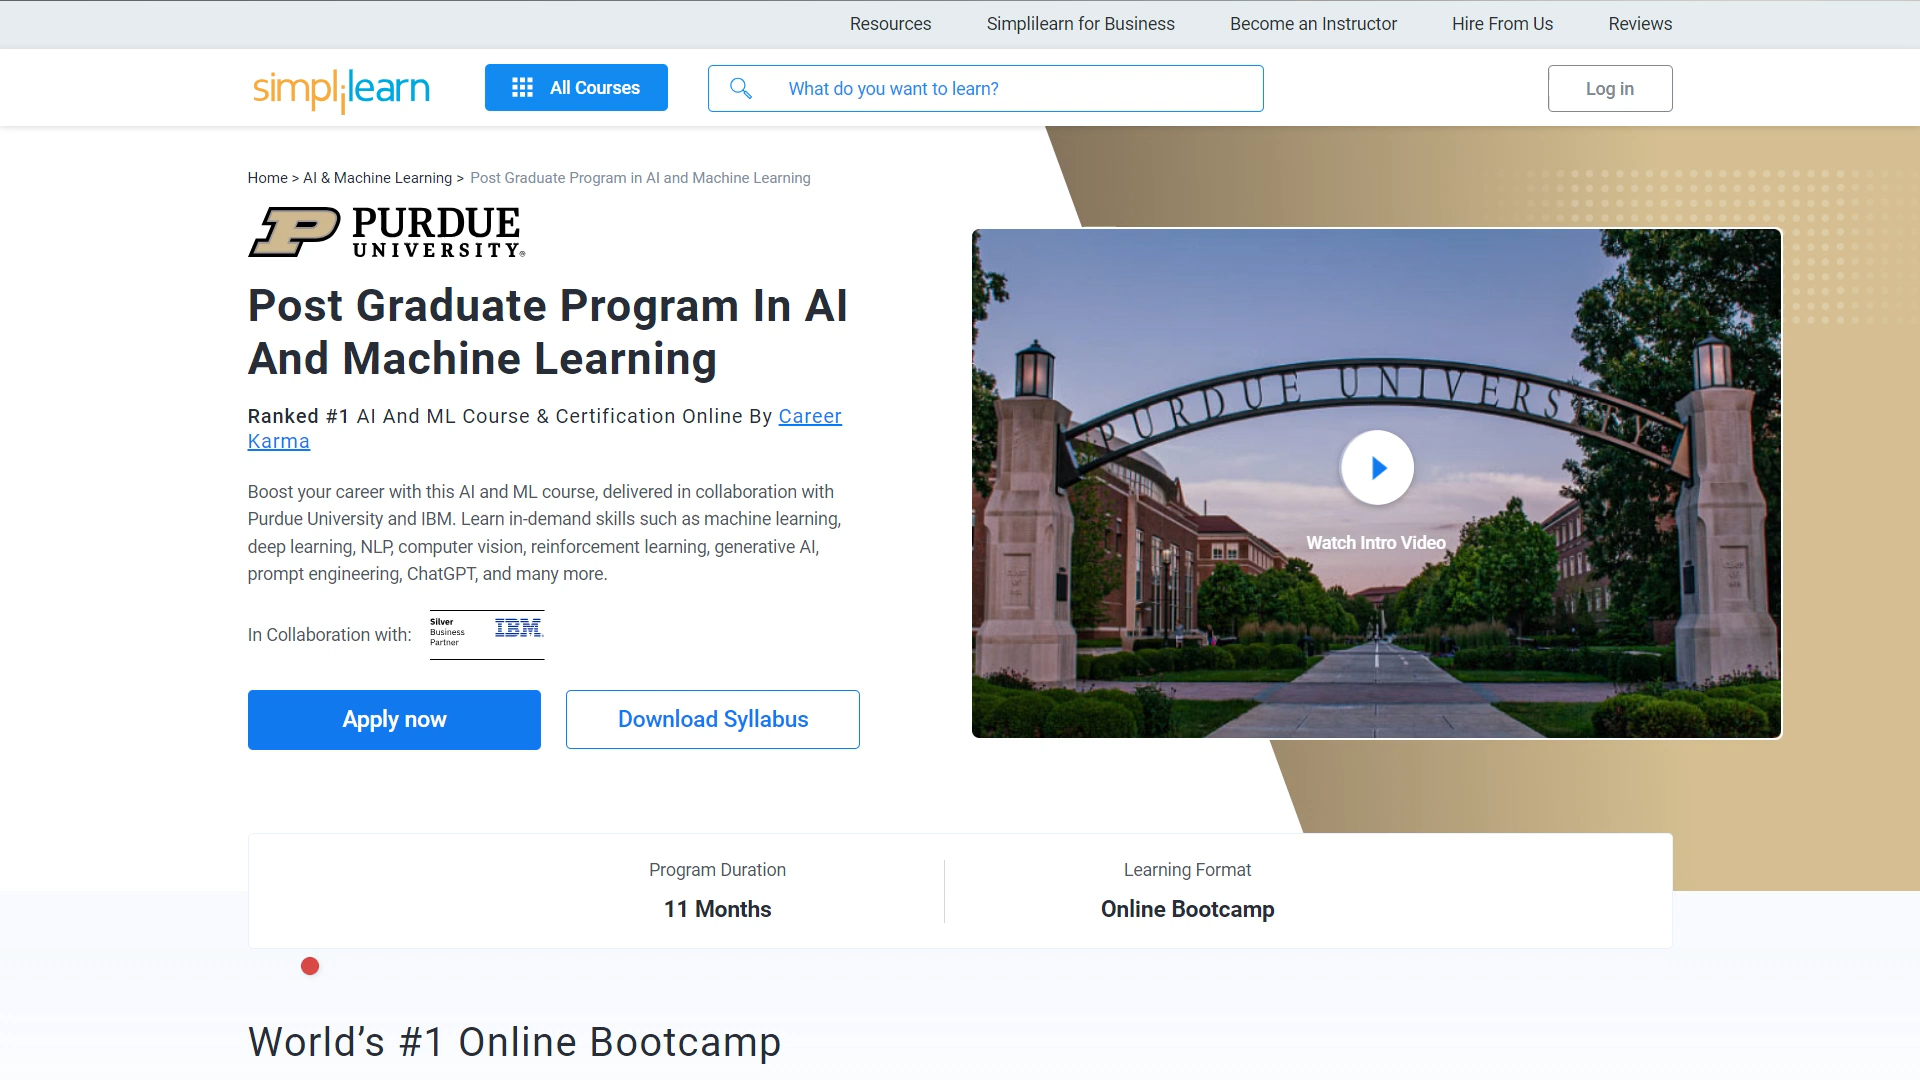 Resources Simplilearn for Business Become an Instructor Hire From Us Reviews
simplilearn All Courses What do you want to learn? Log in
Home > AI & Machine Learning > Post Graduate Program in AI and Machine Learning
PURDUE
UNIVERSITY®
Post Graduate Program In AI
And Machine Learning
Ranked #1 AI And ML Course & Certification Online By Career
Karma
Boost your career with this AI and ML course, delivered in collaboration with
Purdue University and IBM. Learn in-demand skills such as machine learning,
deep learning, NLP, computer vision, reinforcement learning, generative AI,
prompt engineering, ChatGPT, and many more.
In Collaboration with:
Silver
Business
Partner
IBM
Apply now Download Syllabus
PURDUE UNIVERSITY
Watch Intro Video
Program Duration
11 Months
Learning Format
Online Bootcamp
World’s #1 Online Bootcamp